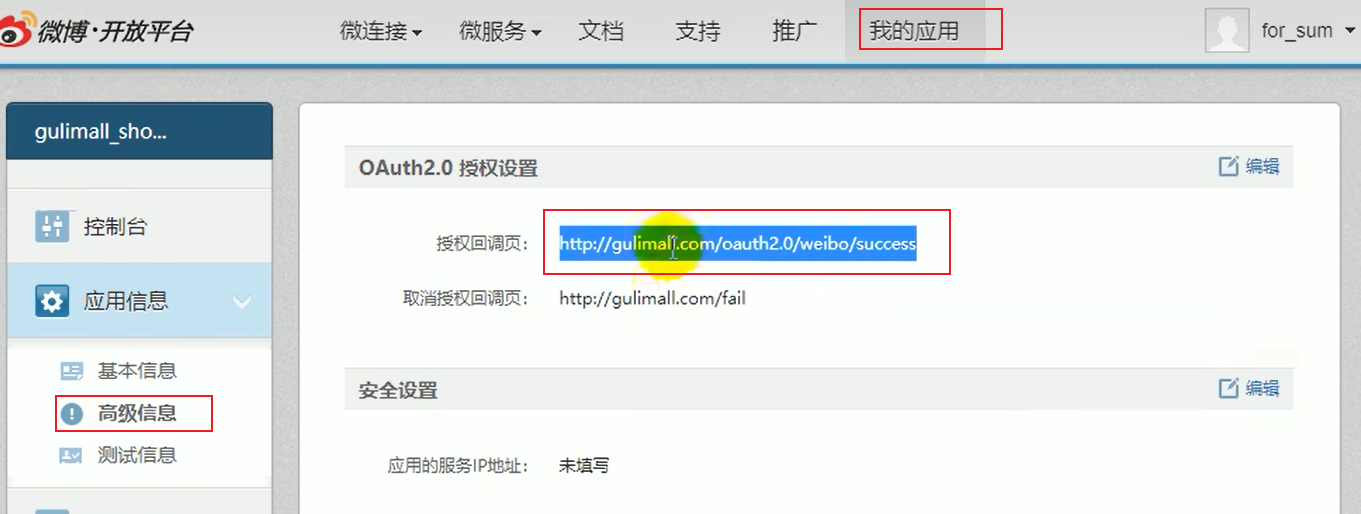 微博·开放平台 微连接 微服务 文档 支持 推广 我的应用 for_sum
gulimall_sho...
OAuth2.0 授权设置 编辑
控制台
授权回调页： http://gulimall.com/oauth2.0/weibo/success
应用信息
取消授权回调页： http://gulimall.com/fail
基本信息
安全设置 编辑
高级信息
测试信息
应用的服务IP地址： 未填写